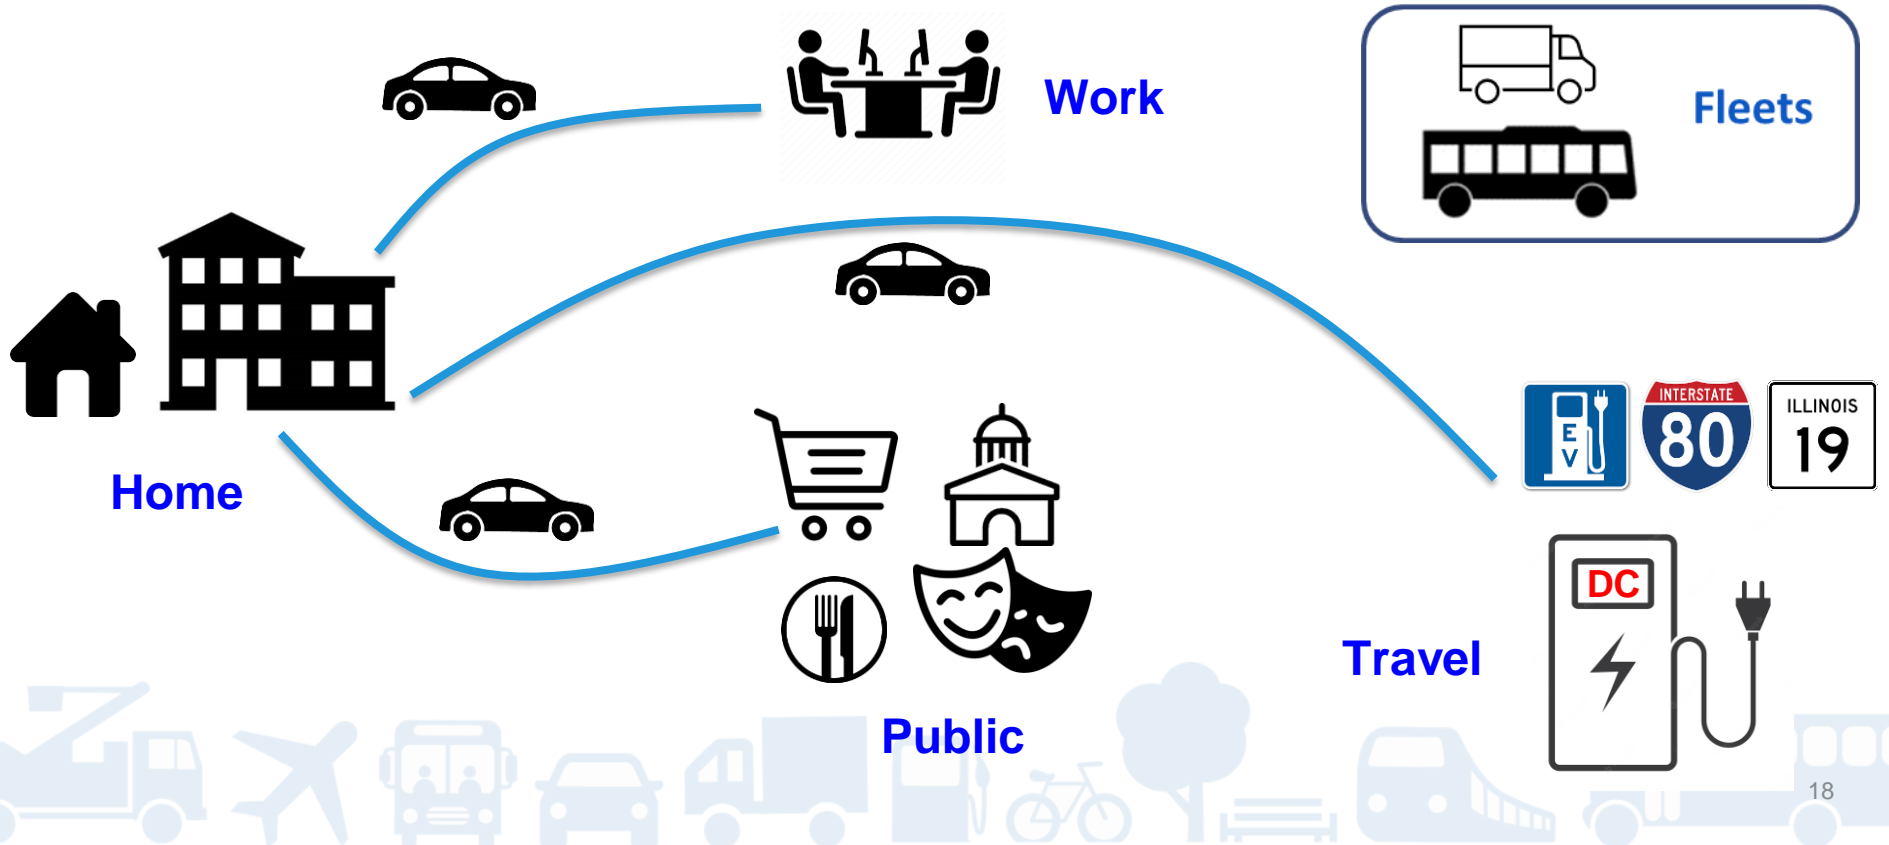 Work
Fleets
Home
E
V
INTERSTATE
80
ILLINOIS
19
DC
Travel
Public
18